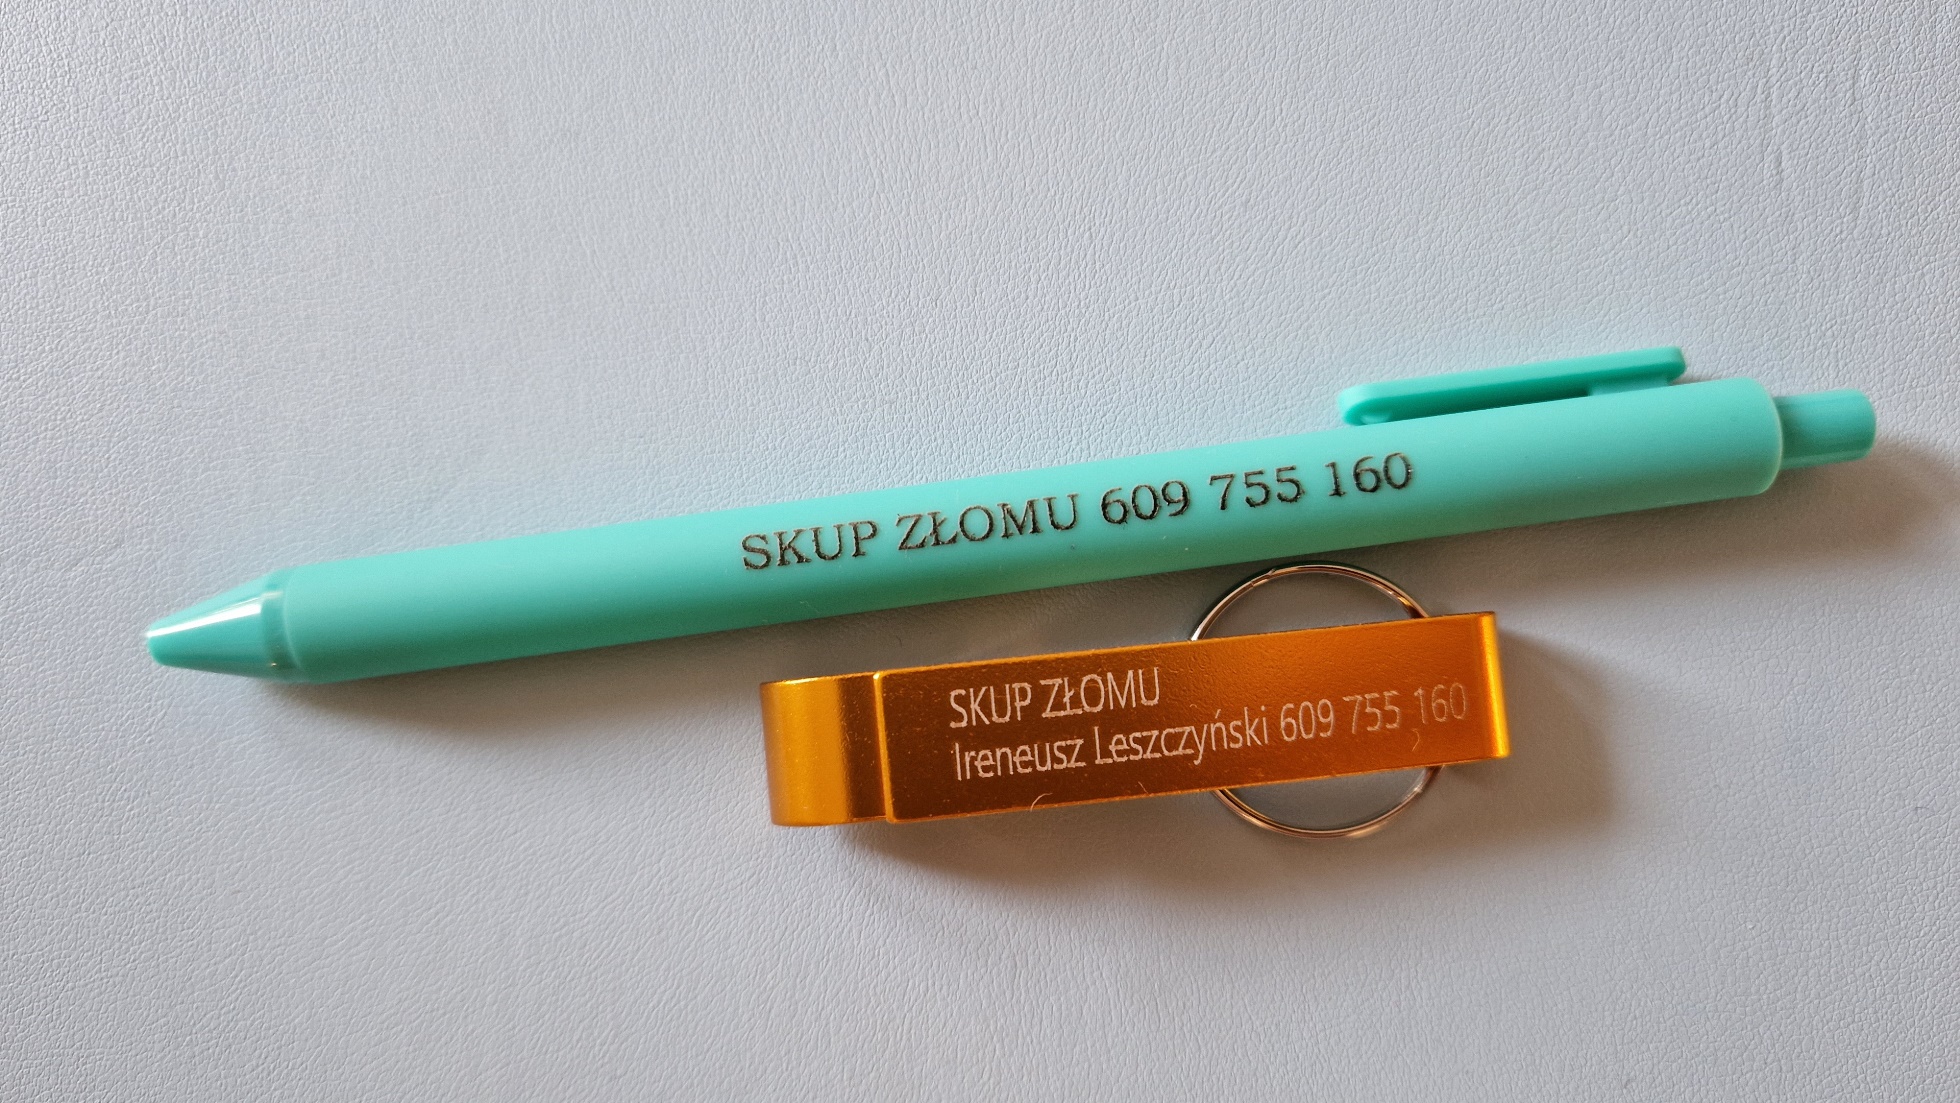 SKUP ZŁOMU 609 755 160
SKUP ZŁOMU
Ireneusz Leszczyński 609 755 160